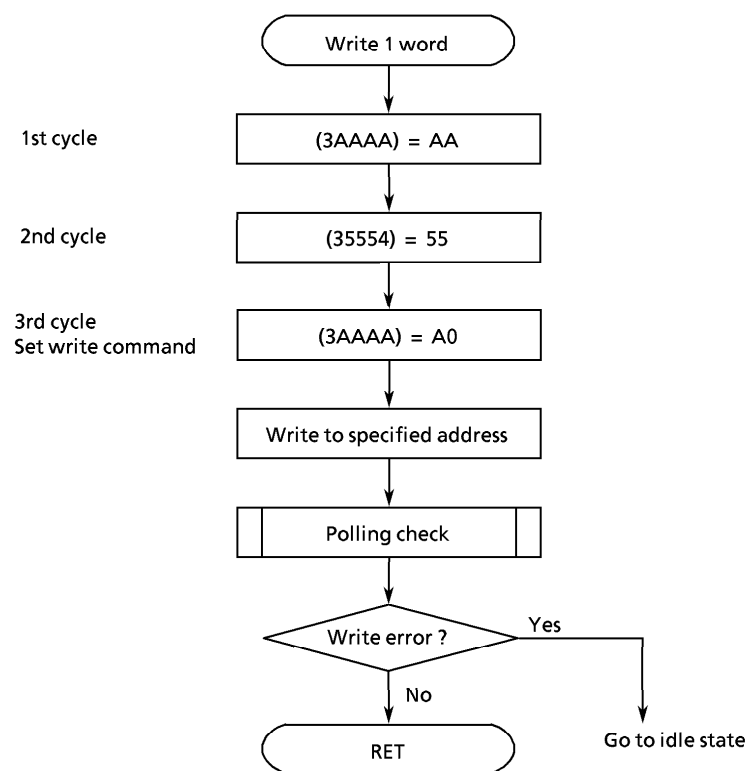 Write 1 word
1st cycle
(3AAAA) = AA
2nd cycle
(35554) = 55
3rd cycle
Set write command
(3AAAA) = A0
Write to specified address
Polling check
Write error ?
Yes
No
Go to idle state
RET